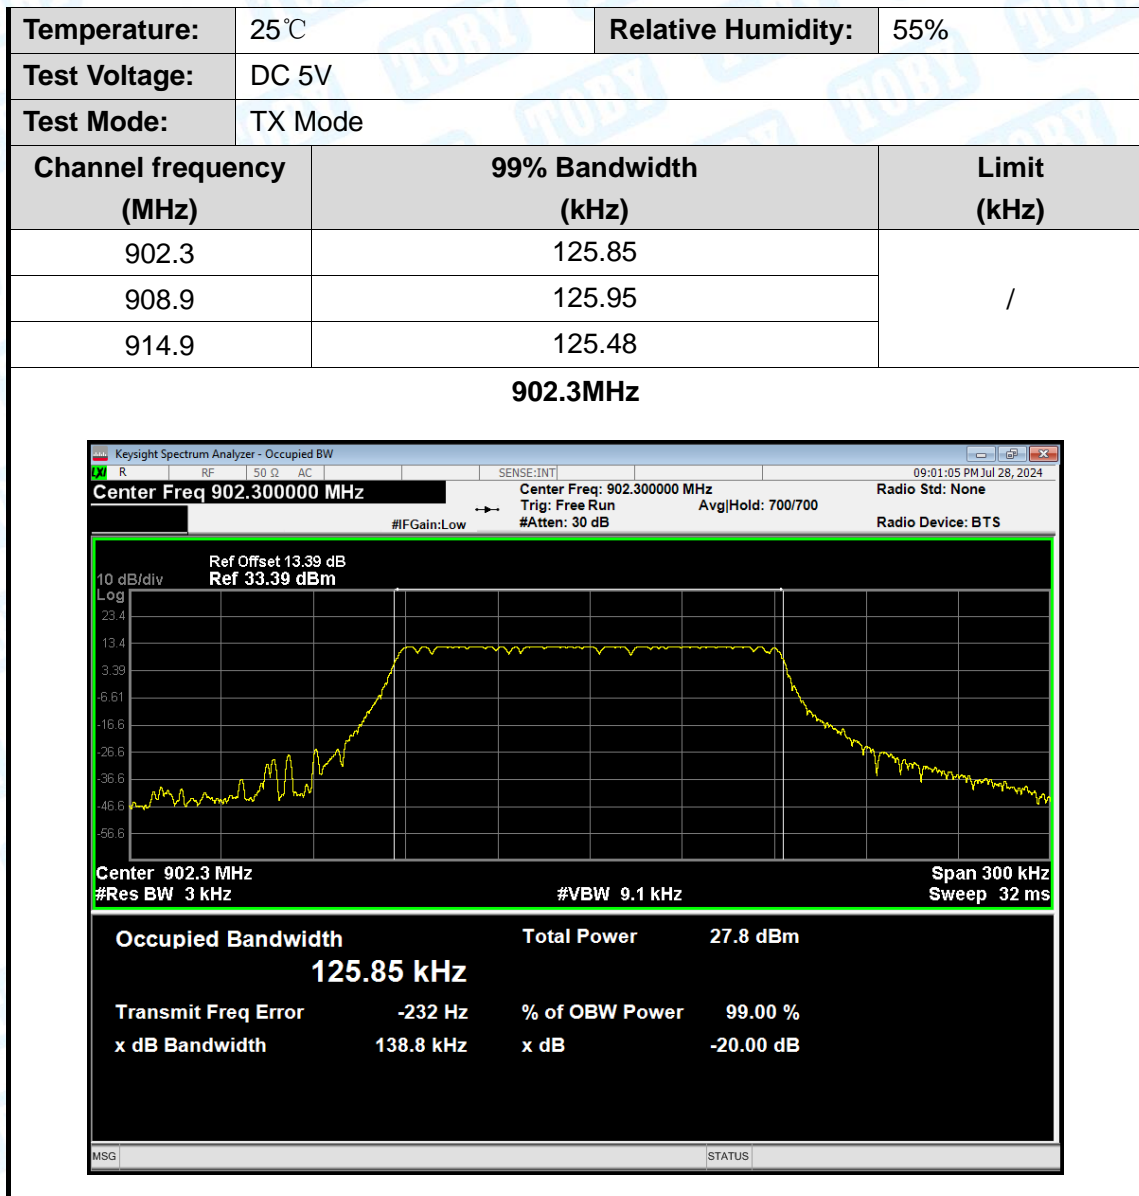 Temperature: 25℃ Relative Humidity: 55%
Test Voltage: DC 5V
Test Mode: TX Mode
Channel frequency (MHz) 99% Bandwidth (kHz) Limit (kHz)
902.3 125.85 /
908.9 125.95
914.9 125.48
902.3MHz
Keysight Spectrum Analyzer - Occupied BW
LXI R RF 50 Ω AC SENSE:INT 09:01:05 PM Jul 28, 2024
Center Freq 902.300000 MHz Center Freq: 902.300000 MHz Radio Std: None
Trig: Free Run Avg|Hold: 700/700
#IFGain:Low #Atten: 30 dB Radio Device: BTS
Ref Offset 13.39 dB
10 dB/div Ref 33.39 dBm
Log
23.4
13.4
3.39
-6.61
-16.6
-26.6
-36.6
-46.6
-56.6
Center 902.3 MHz Span 300 kHz
#Res BW 3 kHz #VBW 9.1 kHz Sweep 32 ms
Occupied Bandwidth Total Power 27.8 dBm
125.85 kHz
Transmit Freq Error -232 Hz % of OBW Power 99.00 %
x dB Bandwidth 138.8 kHz x dB -20.00 dB
MSG STATUS
TOBY